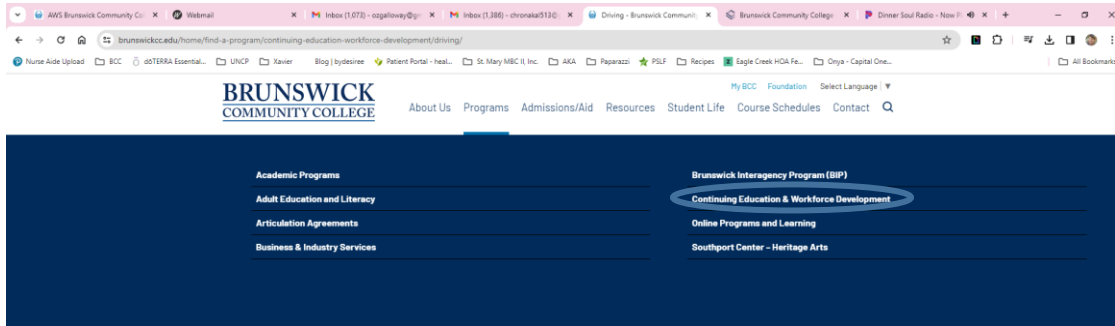 AWS Brunswick Community Col
Webmail
Inbox (1,073) - ozgalloway@gm
Inbox (1,386) - chronakai513@
Driving - Brunswick Community
Brunswick Community College
Dinner Soul Radio - Now P
brunswickcc.edu/home/find-a-program/continuing-education-workforce-development/driving/
Nurse Aide Upload BCC dōTERRA Essential... UNCP Xavier Blog | bydesiree Patient Portal - heal... St. Mary MBC II, Inc. AKA Paparazzi PSLF Recipes Eagle Creek HOA Fe... Onya - Capital One... All Bookmarks
My BCC Foundation Select Language
BRUNSWICK
COMMUNITY COLLEGE
About Us Programs Admissions/Aid Resources Student Life Course Schedules Contact
Academic Programs
Adult Education and Literacy
Articulation Agreements
Business & Industry Services
Brunswick Interagency Program (BIP)
Continuing Education & Workforce Development
Online Programs and Learning
Southport Center – Heritage Arts